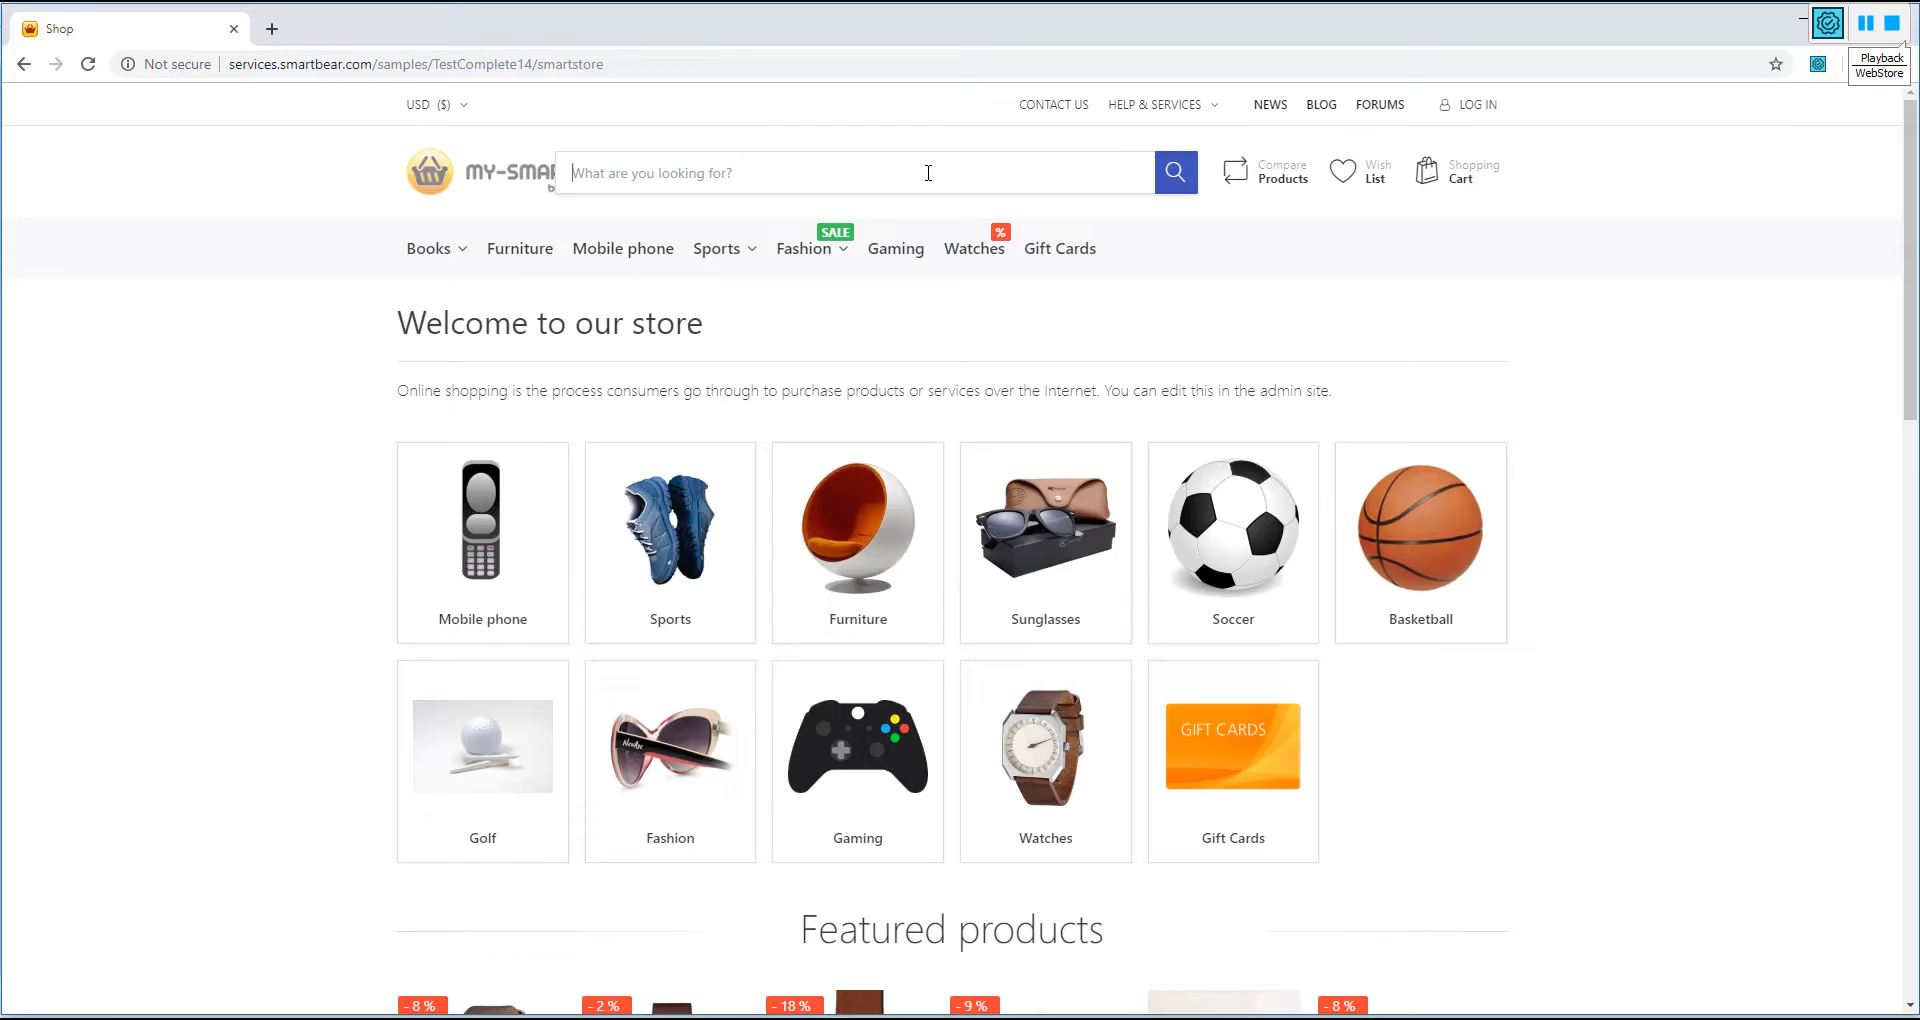 Shop
Playback
WebStore
Not secure
services.smartbear.com/samples/TestComplete14/smartstore
USD ($)
CONTACT US
HELP & SERVICES
NEWS
BLOG
FORUMS
LOG IN
MY-SMA
What are you looking for?
Compare
Products
Wish
List
Shopping
Cart
SALE
%
Books
Furniture
Mobile phone
Sports
Fashion
Gaming
Watches
Gift Cards
Welcome to our store
Online shopping is the process consumers go through to purchase products or services over the Internet. You can edit this in the admin site.
Mobile phone
Sports
Furniture
Sunglasses
Soccer
Basketball
GIFT CARDS
Golf
Fashion
Gaming
Watches
Gift Cards
Featured products
- 8 %
- 2 %
- 18 %
- 9 %
- 8 %